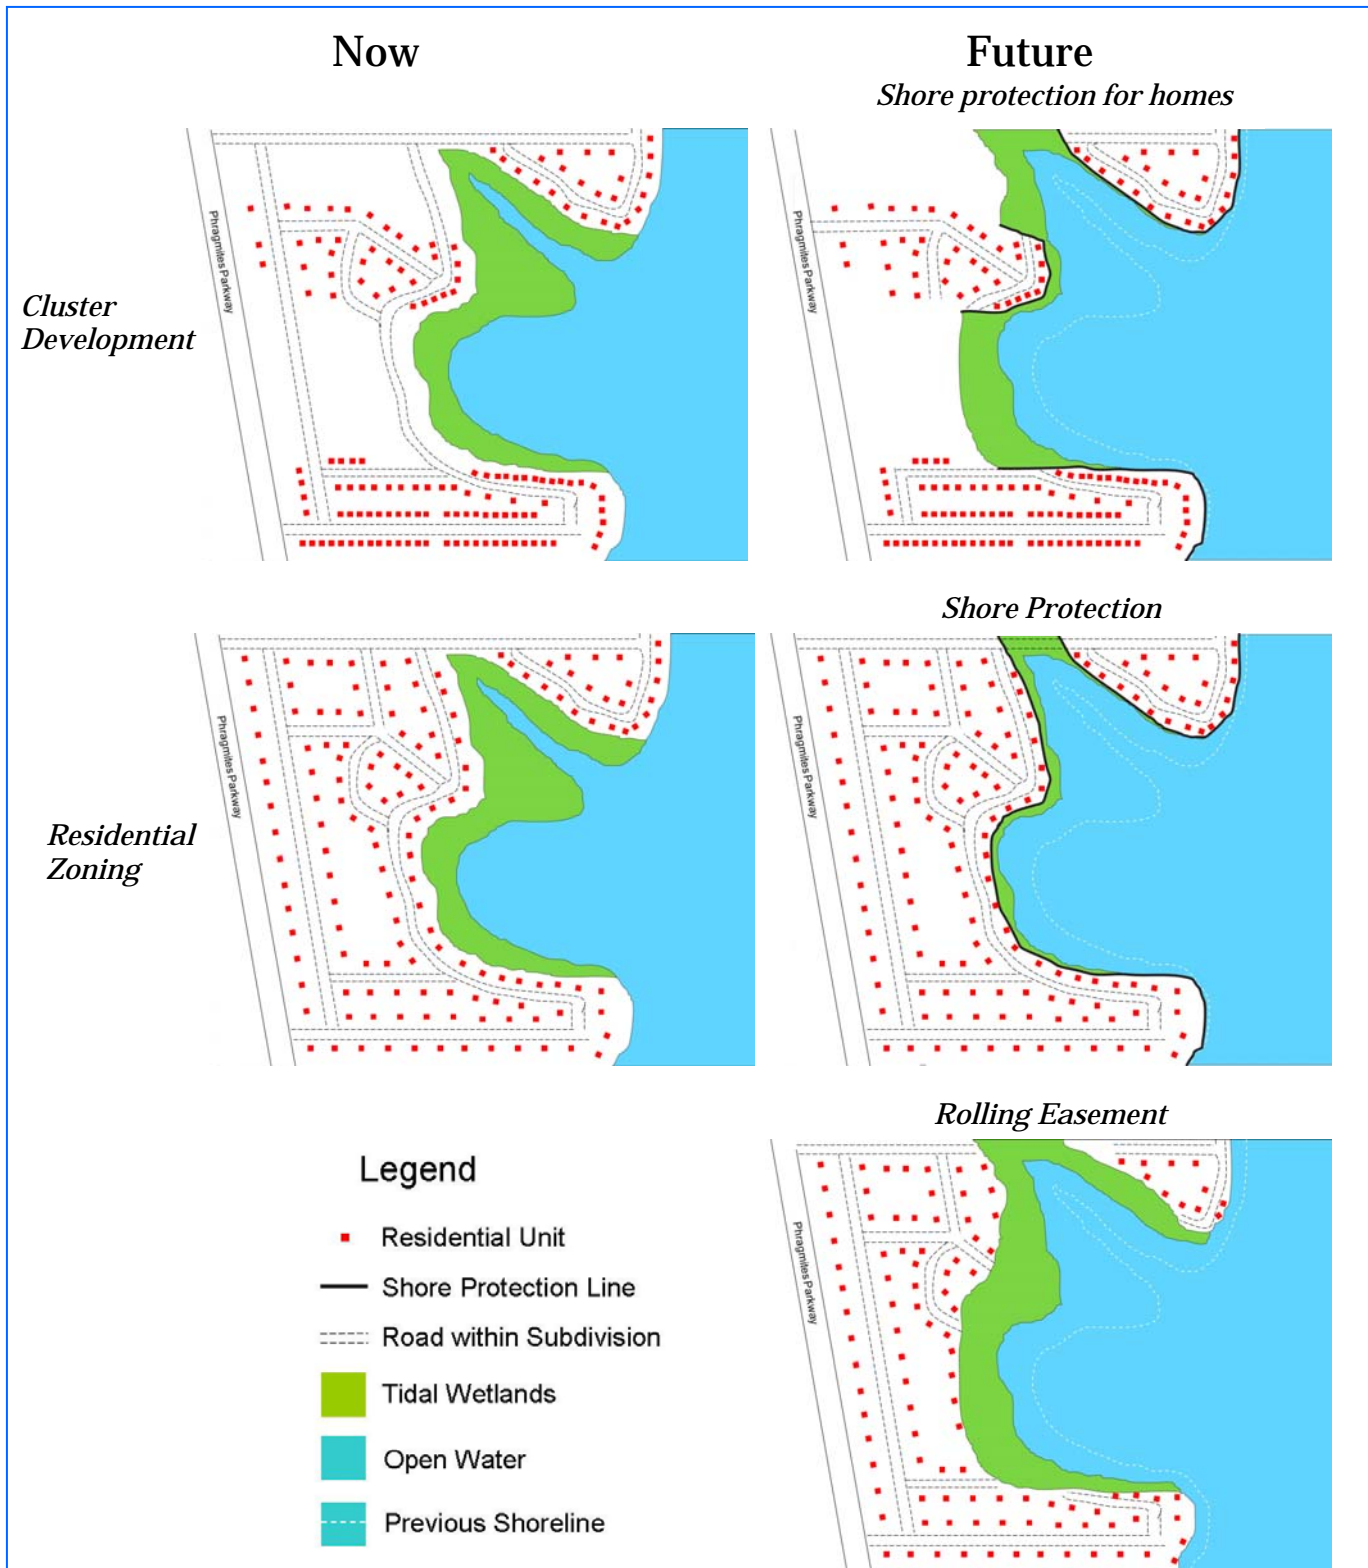 Now
Future
Shore protection for homes
Phragmites Parkway
Phragmites Parkway
Cluster
Development
Shore Protection
Phragmites Parkway
Phragmites Parkway
Residential
Zoning
Rolling Easement
Phragmites Parkway
Legend
Residential Unit
Shore Protection Line
Road within Subdivision
Tidal Wetlands
Open Water
Previous Shoreline